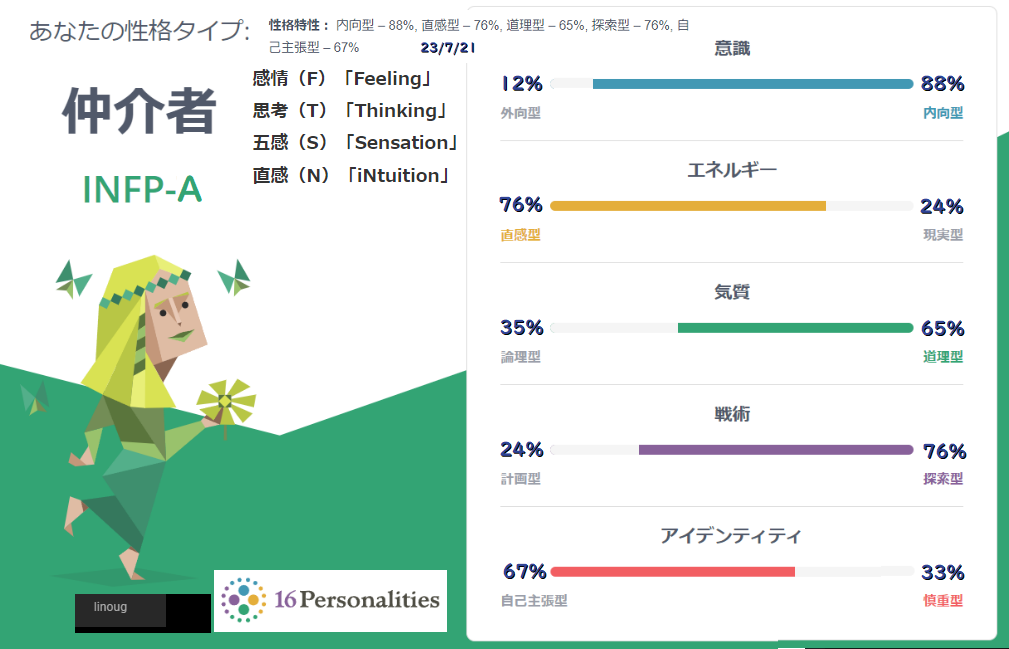 あなたの性格タイプ:
性格特性： 内向型 – 88%, 直感型 – 76%, 道理型 – 65%, 探索型 – 76%, 自
己主張型 – 67%
23/7/21
仲介者
INFP-A
感情（F）「Feeling」
思考（T）「Thinking」
五感（S）「Sensation」
直感（N）「iNtuition」
意識
12% 88%
外向型 内向型
エネルギー
76% 24%
直感型 現実型
気質
35% 65%
論理型 道理型
戦術
24% 76%
計画型 探索型
アイデンティティ
67% 33%
自己主張型 慎重型
linoug
16Personalities